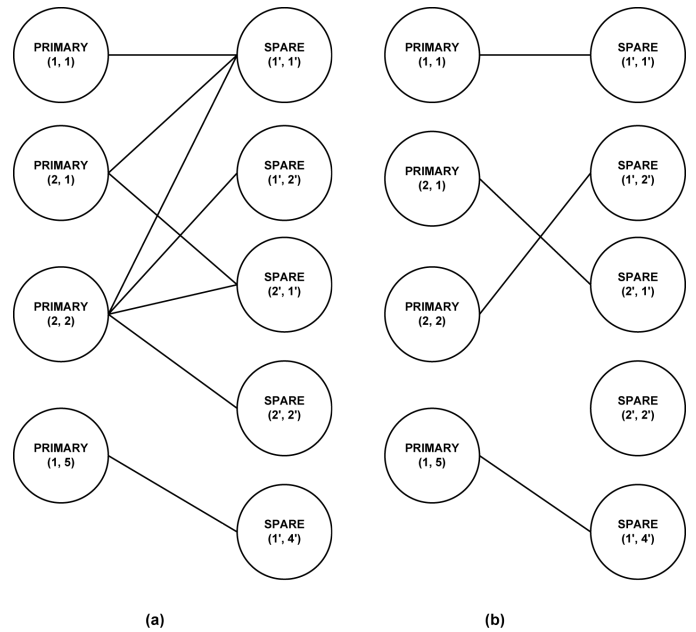 PRIMARY
(1, 1)
SPARE
(1', 1')
PRIMARY
(2, 1)
SPARE
(1', 2')
SPARE
(2', 1')
PRIMARY
(2, 2)
SPARE
(2', 2')
PRIMARY
(1, 5)
SPARE
(1', 4')
(a)
PRIMARY
(1, 1)
SPARE
(1', 1')
PRIMARY
(2, 1)
SPARE
(1', 2')
SPARE
(2', 1')
PRIMARY
(2, 2)
SPARE
(2', 2')
PRIMARY
(1, 5)
SPARE
(1', 4')
(b)